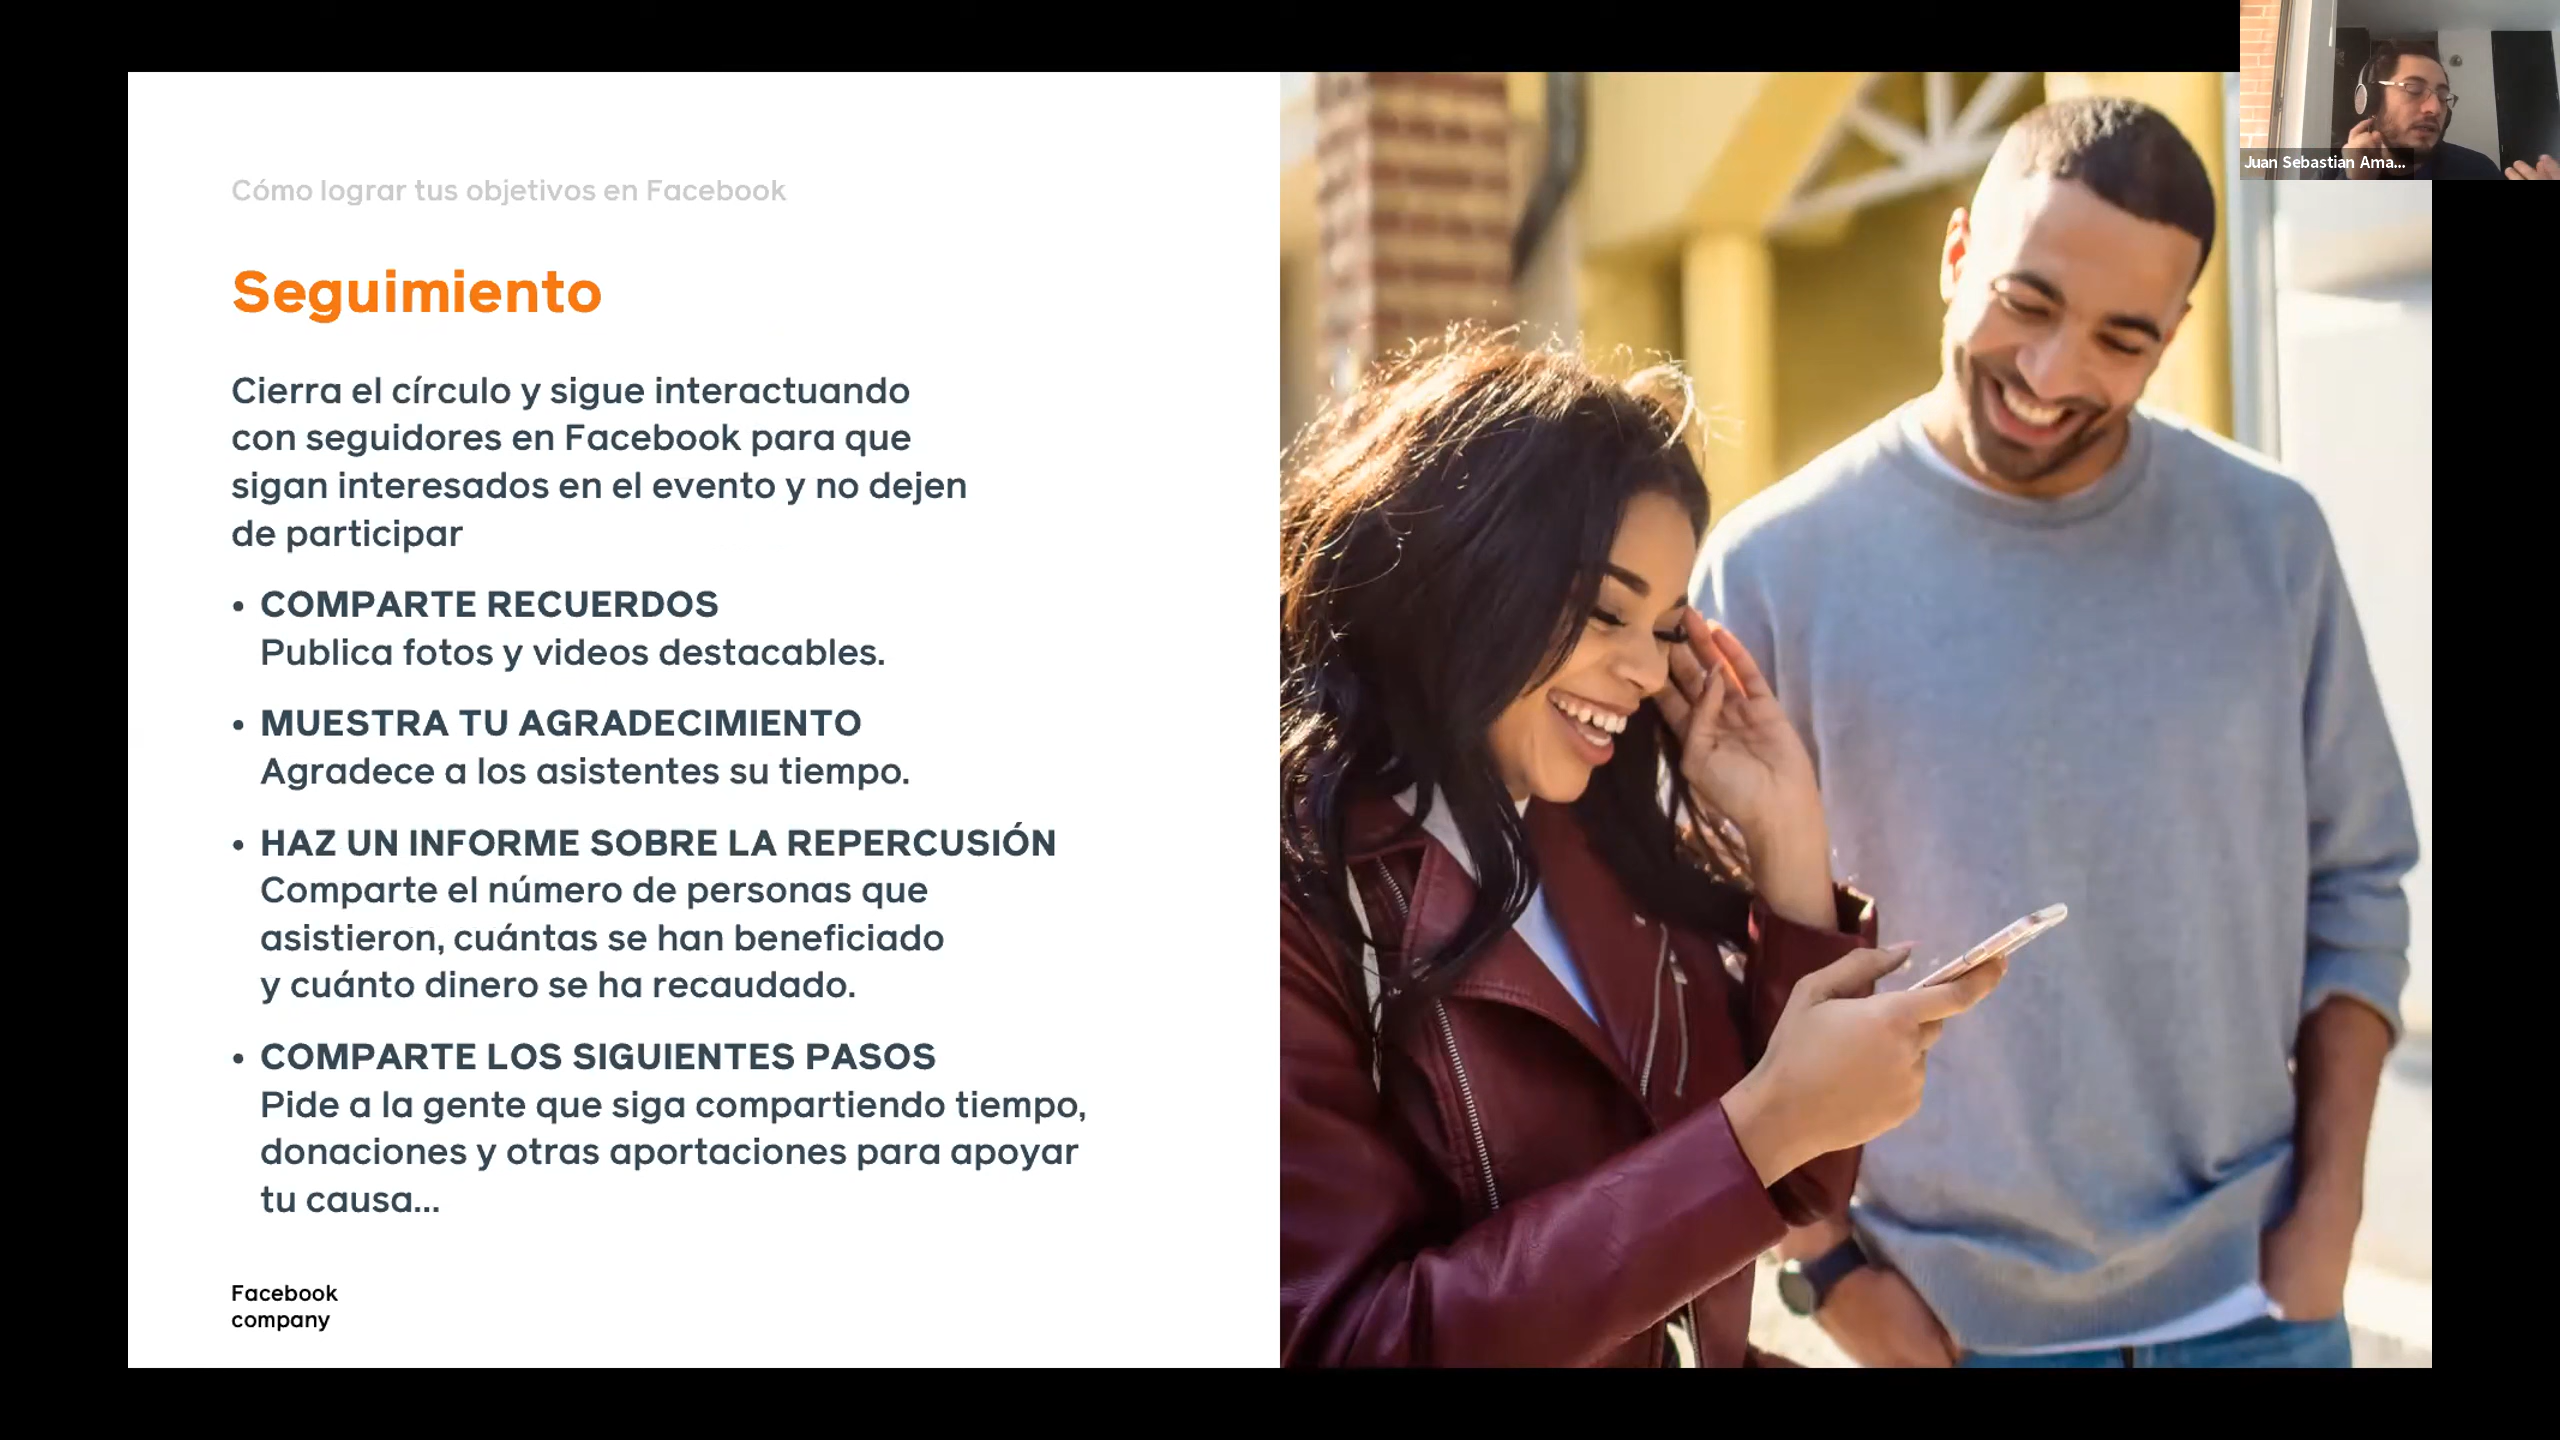 Cómo lograr tus objetivos en Facebook
Seguimiento
Cierra el círculo y sigue interactuando
con seguidores en Facebook para que
sigan interesados en el evento y no dejen
de participar
• COMPARTE RECUERDOS
Publica fotos y videos destacables.
• MUESTRA TU AGRADECIMIENTO
Agradece a los asistentes su tiempo.
• HAZ UN INFORME SOBRE LA REPERCUSIÓN
Comparte el número de personas que
asistieron, cuántas se han beneficiado
y cuánto dinero se ha recaudado.
• COMPARTE LOS SIGUIENTES PASOS
Pide a la gente que siga compartiendo tiempo,
donaciones y otras aportaciones para apoyar
tu causa...
Facebook
company
Juan Sebastian Ama...